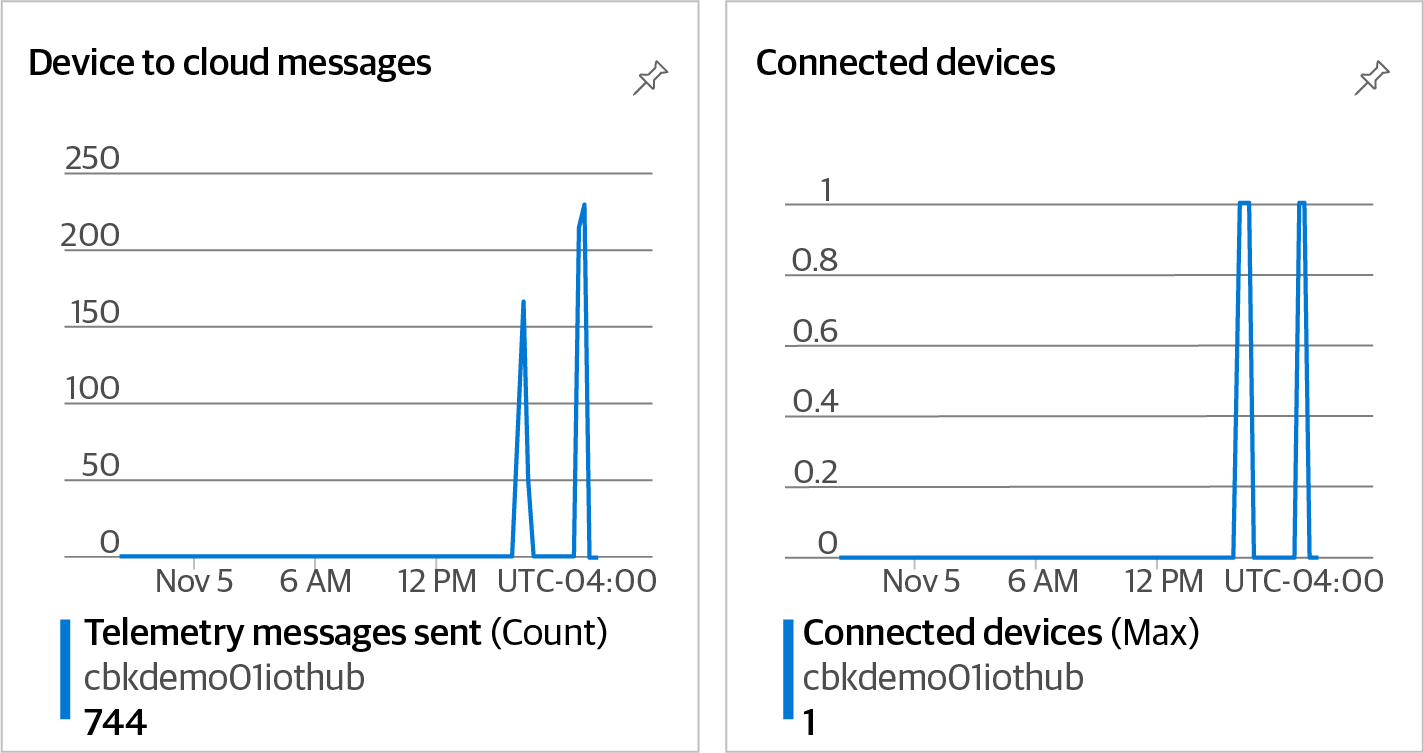 Device to cloud messages
250
200
150
100
50
0
Nov 5 6 AM 12 PM UTC-04:00
Telemetry messages sent (Count)
cbkdemo01iothub
744
Connected devices
1
0.8
0.6
0.4
0.2
0
Nov 5 6 AM 12 PM UTC-04:00
Connected devices (Max)
cbkdemo01iothub
1